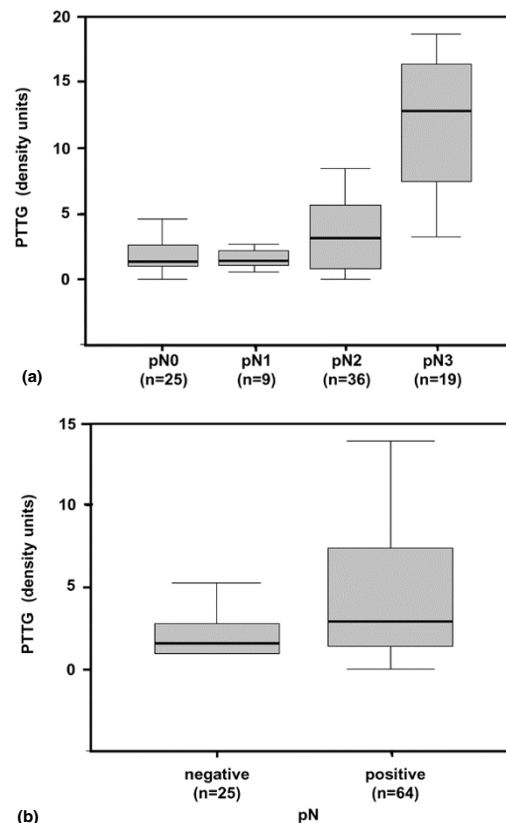 20
15
10
5
0
PTTG (density units)
pN0 pN1 pN2 pN3
(n=25) (n=9) (n=36) (n=19)
(a)
15
10
5
0
PTTG (density units)
negative positive
(n=25) (n=64)
(b) pN